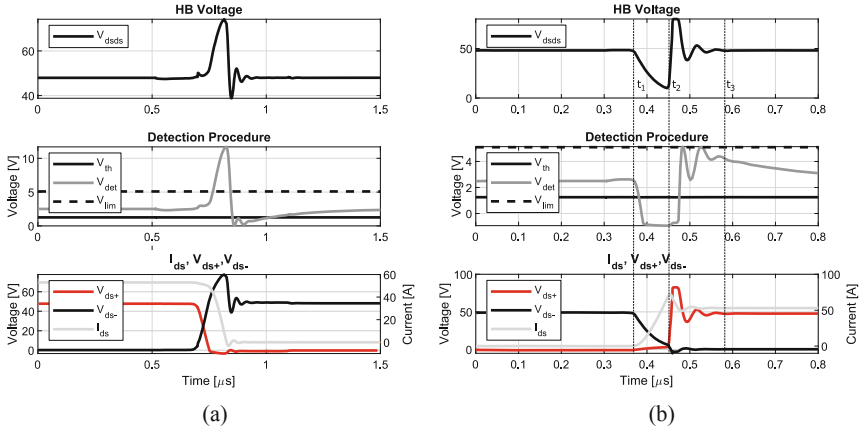 HB Voltage
V_dsds
60
40
0
0.5
1
1.5
Detection Procedure
V_th
V_det
V_lim
Voltage [V]
10
5
0
0
0.5
1
1.5
I_ds, V_ds+,V_ds-
V_ds+
V_ds-
I_ds
Voltage [V]
60
40
20
0
60
40
20
0
Current [A]
0
0.5
1
1.5
Time [μs]
(a)
HB Voltage
V_dsds
50
0
t_1
t_2
t_3
0
0.1
0.2
0.3
0.4
0.5
0.6
0.7
0.8
Detection Procedure
V_th
V_det
V_lim
Voltage [V]
4
2
0
0
0.1
0.2
0.3
0.4
0.5
0.6
0.7
0.8
I_ds, V_ds+,V_ds-
V_ds+
V_ds-
I_ds
Voltage [V]
100
50
0
100
50
0
Current [A]
0
0.1
0.2
0.3
0.4
0.5
0.6
0.7
0.8
Time [μs]
(b)